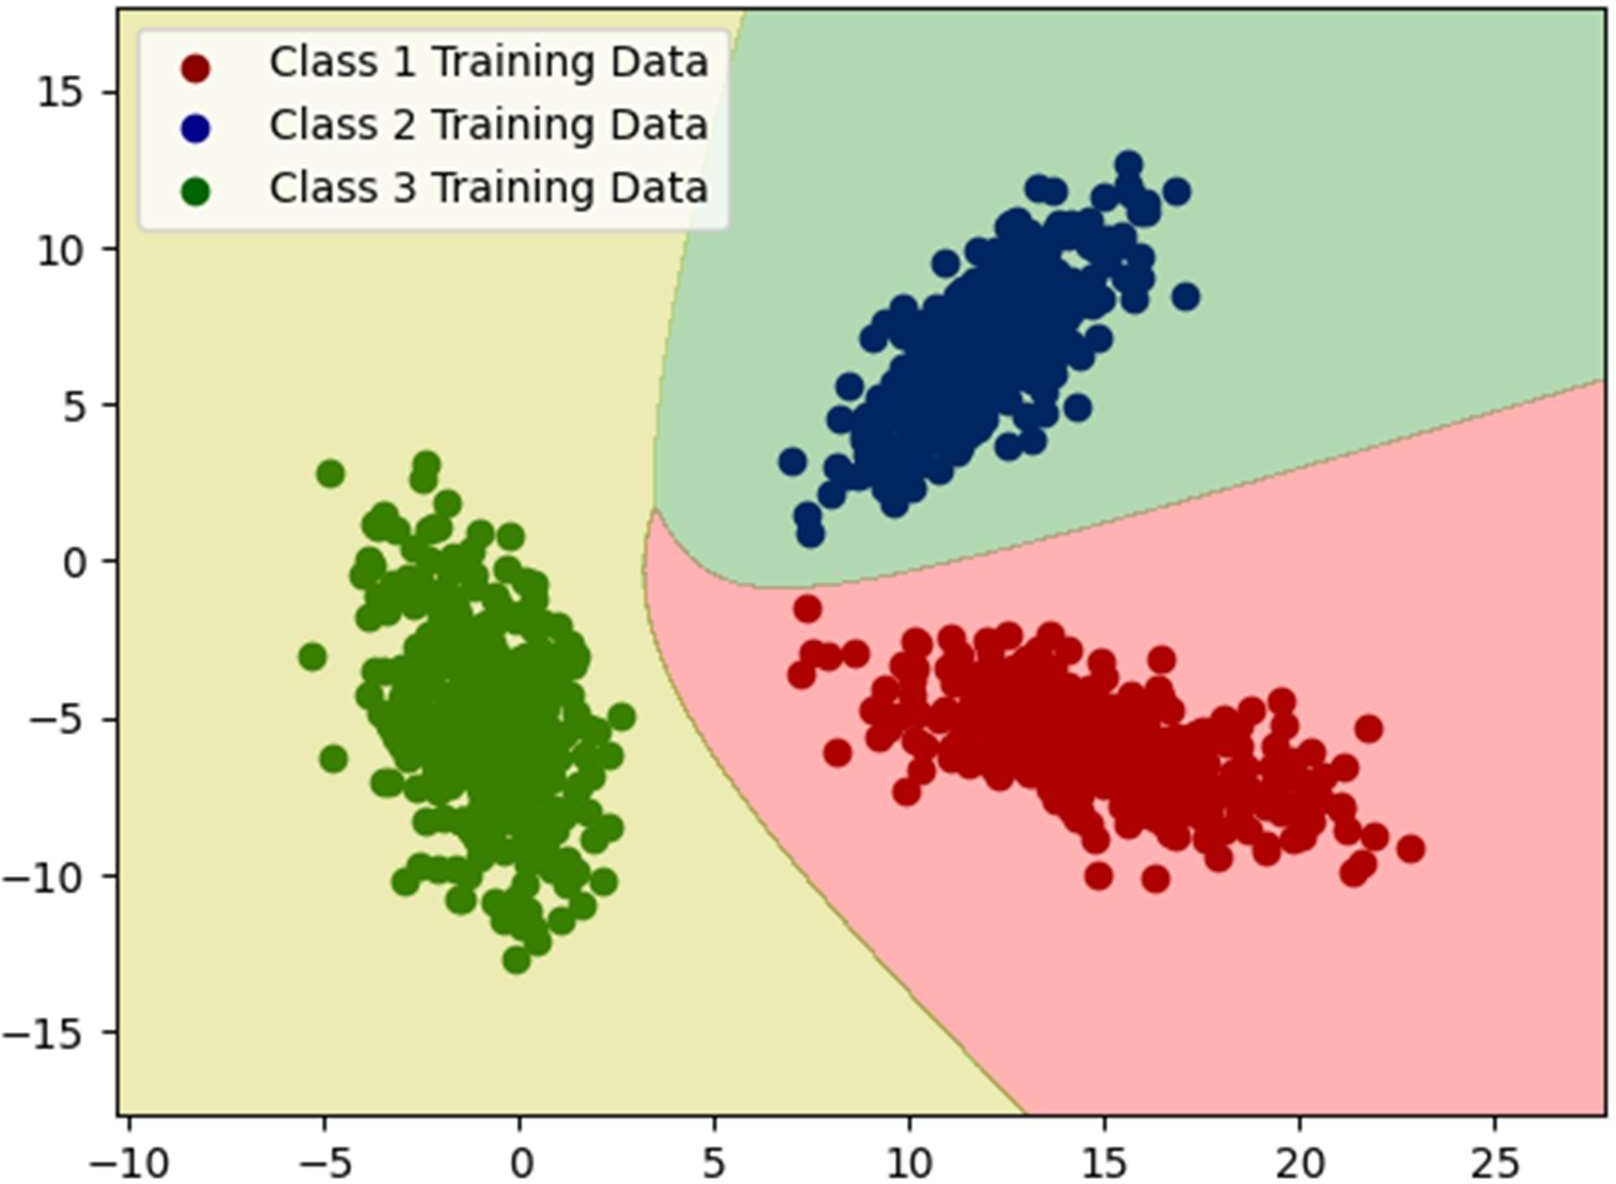 Class 1 Training Data
Class 2 Training Data
Class 3 Training Data
15
10
5
0
−5
−10
−15
−10 −5 0 5 10 15 20 25